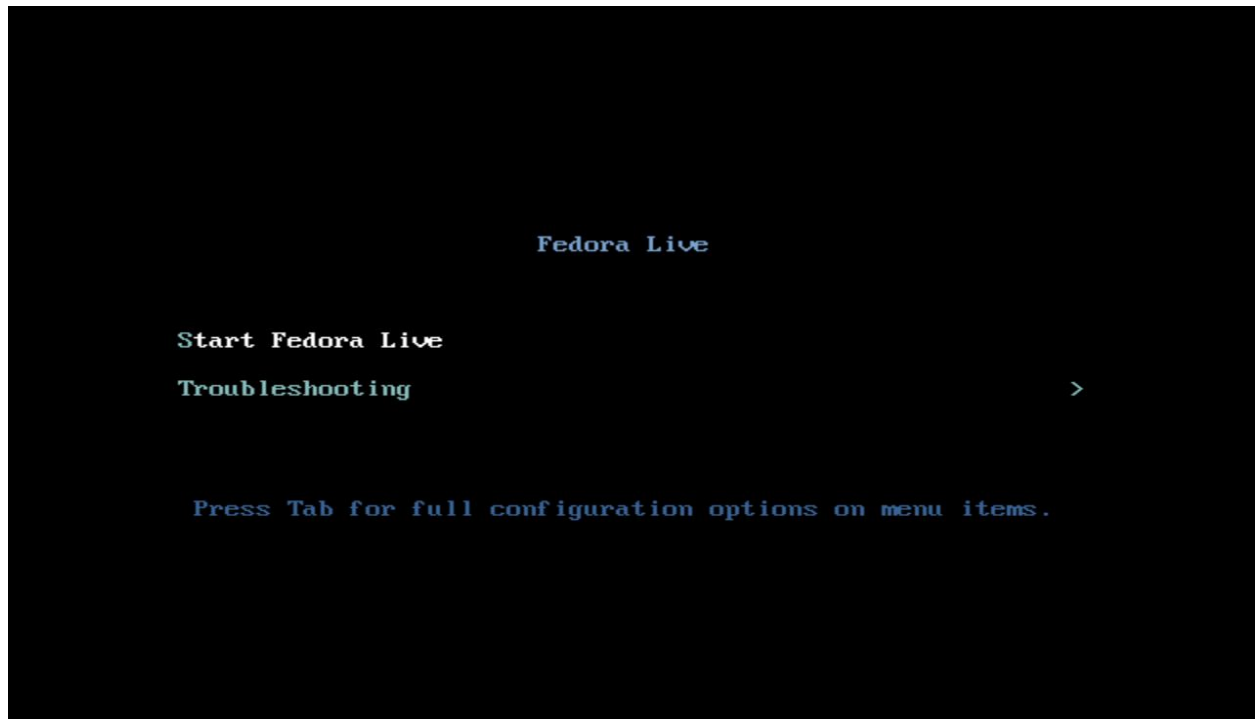 Fedora Live
Start Fedora Live
Troubleshooting >
Press Tab for full configuration options on menu items.